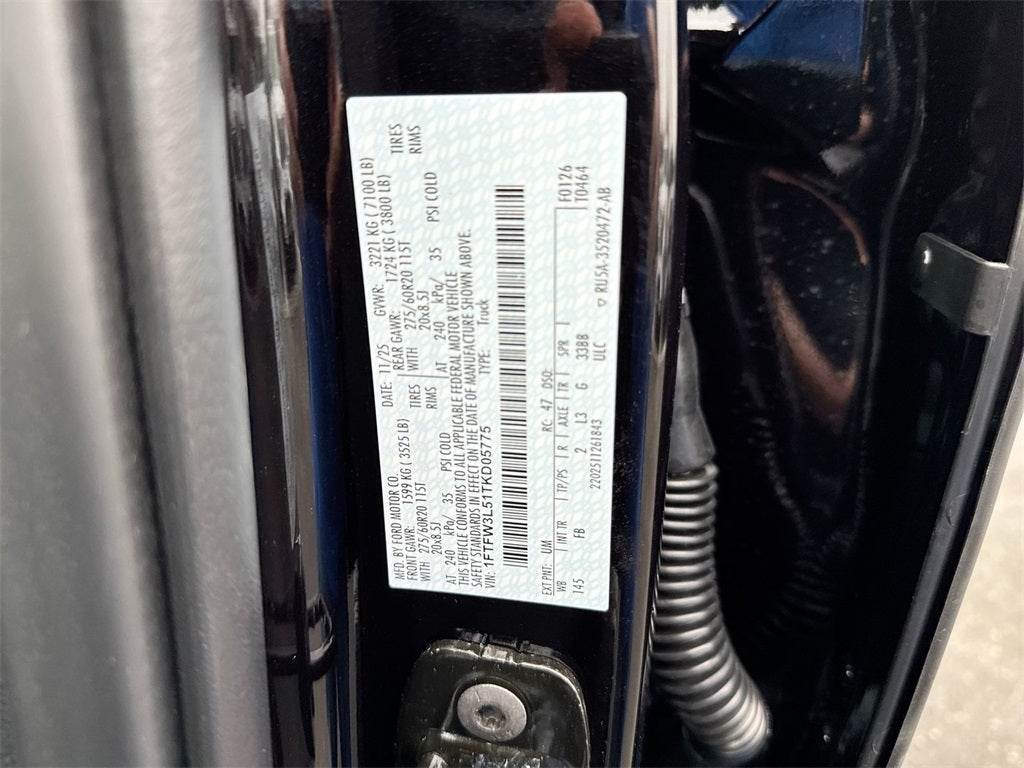 MFD. BY FORD MOTOR CO. DATE: 11/25 GVWR: 3221 KG ( 7100 LB)
FRONT GAWR: 1599 KG ( 3525 LB) REAR GAWR: 1724 KG ( 3800 LB)
WITH 275/60R20 115T TIRES WITH 275/60R20 115T TIRES
20x8.5J RIMS 20x8.5J RIMS
AT 240 kPa/ 35 PSI COLD AT 240 kPa/ 35 PSI COLD
THIS VEHICLE CONFORMS TO ALL APPLICABLE FEDERAL MOTOR VEHICLE
SAFETY STANDARDS IN EFFECT ON THE DATE OF MANUFACTURE SHOWN ABOVE.
VIN: 1FTFW3L51TKD05775 TYPE: Truck
EXT PNT: UM RC: 47 DSO: F0126
WB | INT TR | TP/PS | R | AXLE | TR | SPR | T0464
145 FB 2 L3 G 3388
2202511261843 ULC ▽ RU5A-3520472-AB